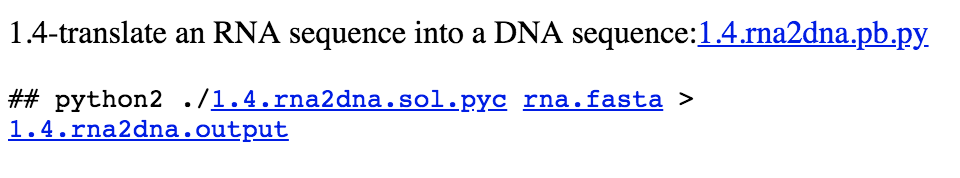 1.4-translate an RNA sequence into a DNA sequence:1.4.rna2dna.pb.py
## python2 ./1.4.rna2dna.sol.pyc rna.fasta >
1.4.rna2dna.output